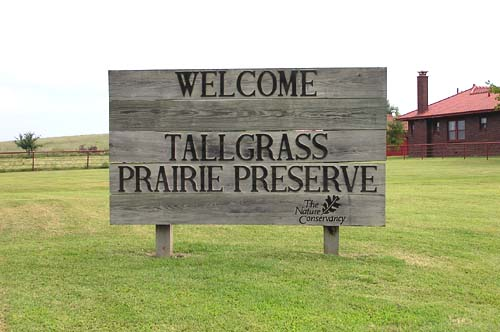 WELCOME
TALLGRASS
PRAIRIE PRESERVE
The
Nature
Conservancy